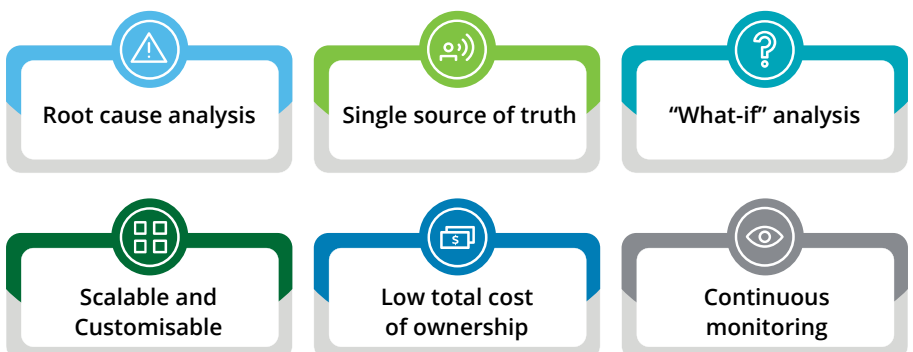 Root cause analysis
Single source of truth
“What-if” analysis
Scalable and
Customisable
Low total cost
of ownership
Continuous
monitoring